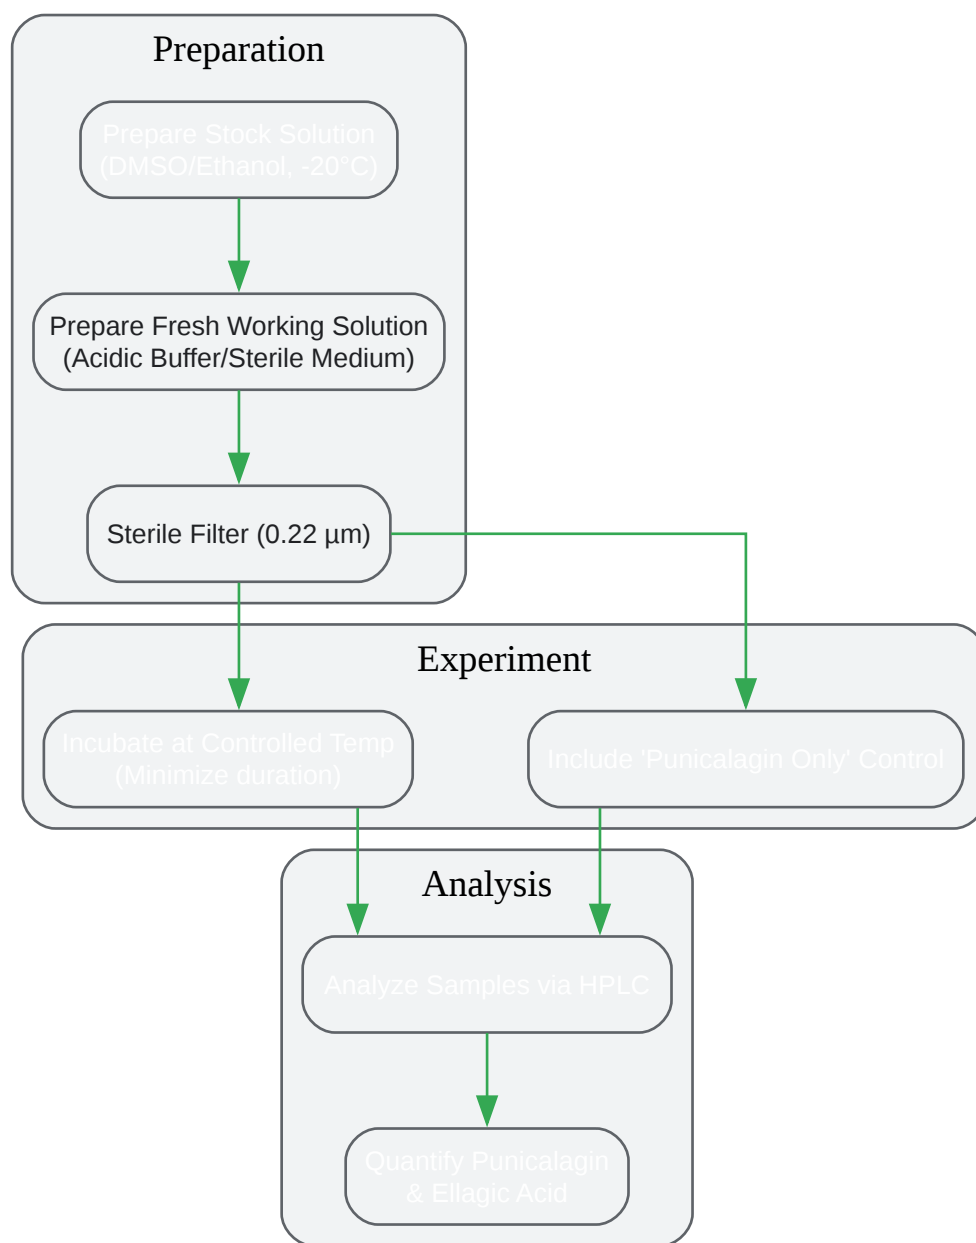 Preparation
Prepare Stock Solution
(DMSO/Ethanol, -20°C)
Prepare Fresh Working Solution
(Acidic Buffer/Sterile Medium)
Sterile Filter (0.22 µm)
Experiment
Incubate at Controlled Temp
(Minimize duration)
Include 'Punicalagin Only' Control
Analysis
Analyze Samples via HPLC
Quantify Punicalagin
& Ellagic Acid